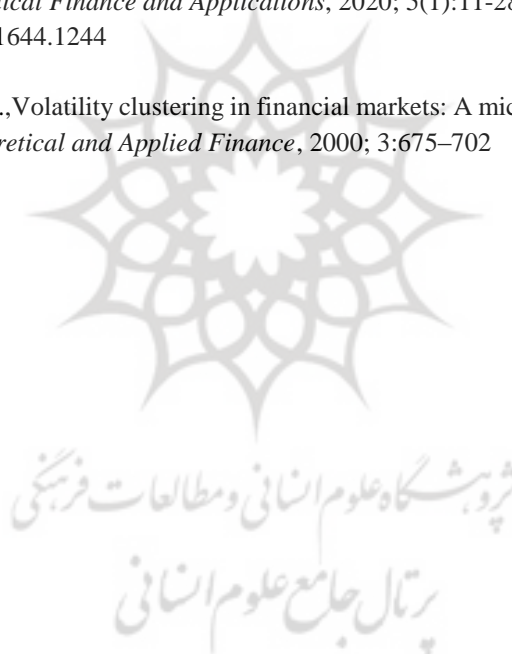 ical Finance and Applications, 2020; 5(1):11-28
1644.1244
.,Volatility clustering in financial markets: A mic
retical and Applied Finance, 2000; 3:675–702
پژوهشگاه علوم انسانی و مطالعات فرهنگی
پرتال جامع علوم انسانی